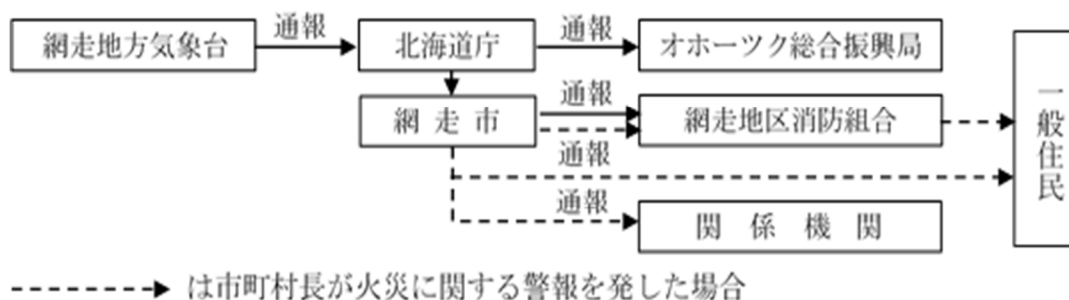 網走地方気象台
通報
北海道庁
通報
オホーツク総合振興局
網走市
通報
通報
網走地区消防組合
通報
関係機関
一般住民
は市町村長が火災に関する警報を発した場合